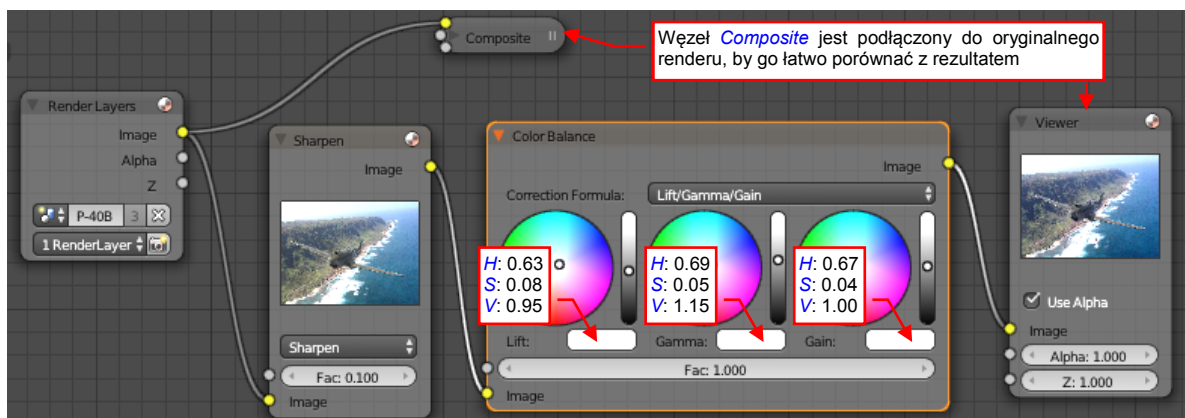 Composite
Węzeł Composite jest podłączony do oryginalnego
renderu, by go łatwo porównać z rezultatem
Render Layers
Image
Alpha
Z
P-40B 3
1 RenderLayer
Sharpen
Image
Sharpen
Fac: 0.100
Image
Color Balance
Image
Correction Formula: Lift/Gamma/Gain
H: 0.63
S: 0.08
V: 0.95
H: 0.69
S: 0.05
V: 1.15
H: 0.67
S: 0.04
V: 1.00
Lift: Gamma: Gain:
Fac: 1.000
Image
Viewer
Use Alpha
Image
Alpha: 1.000
Z: 1.000